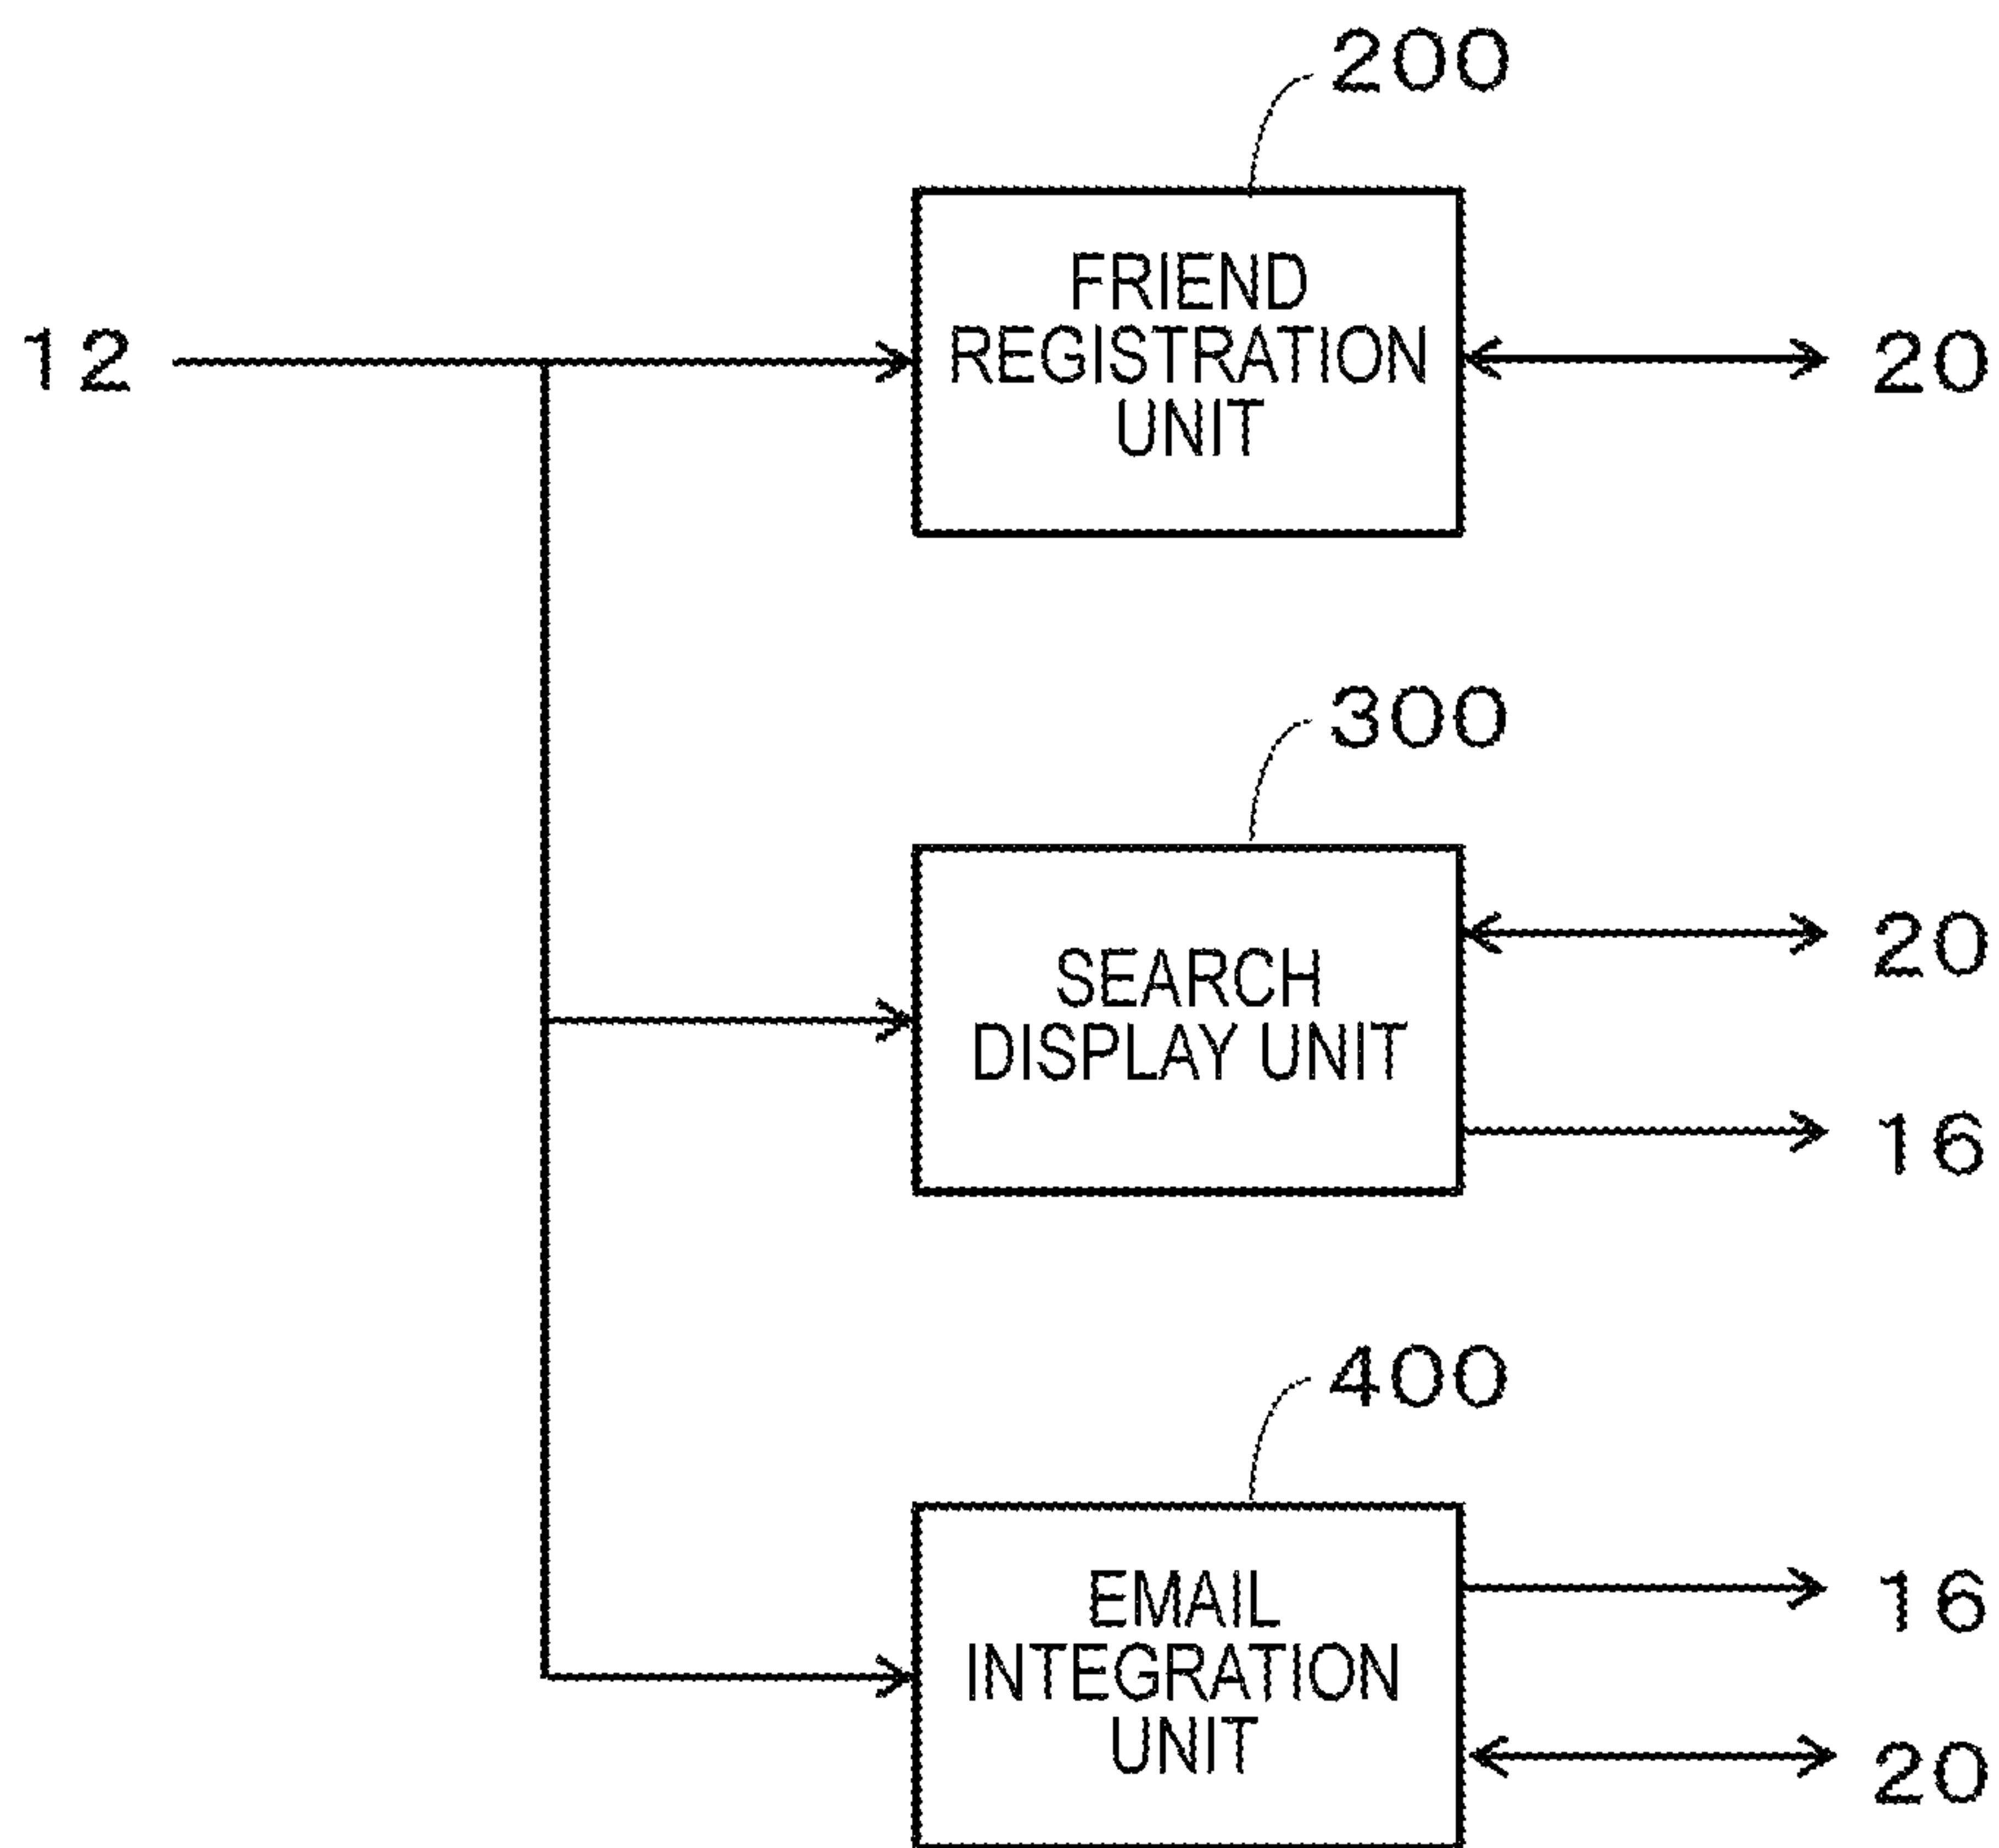 200
FRIEND
REGISTRATION
UNIT
12
20
300
SEARCH
DISPLAY UNIT
20
16
400
EMAIL
INTEGRATION
UNIT
16
20